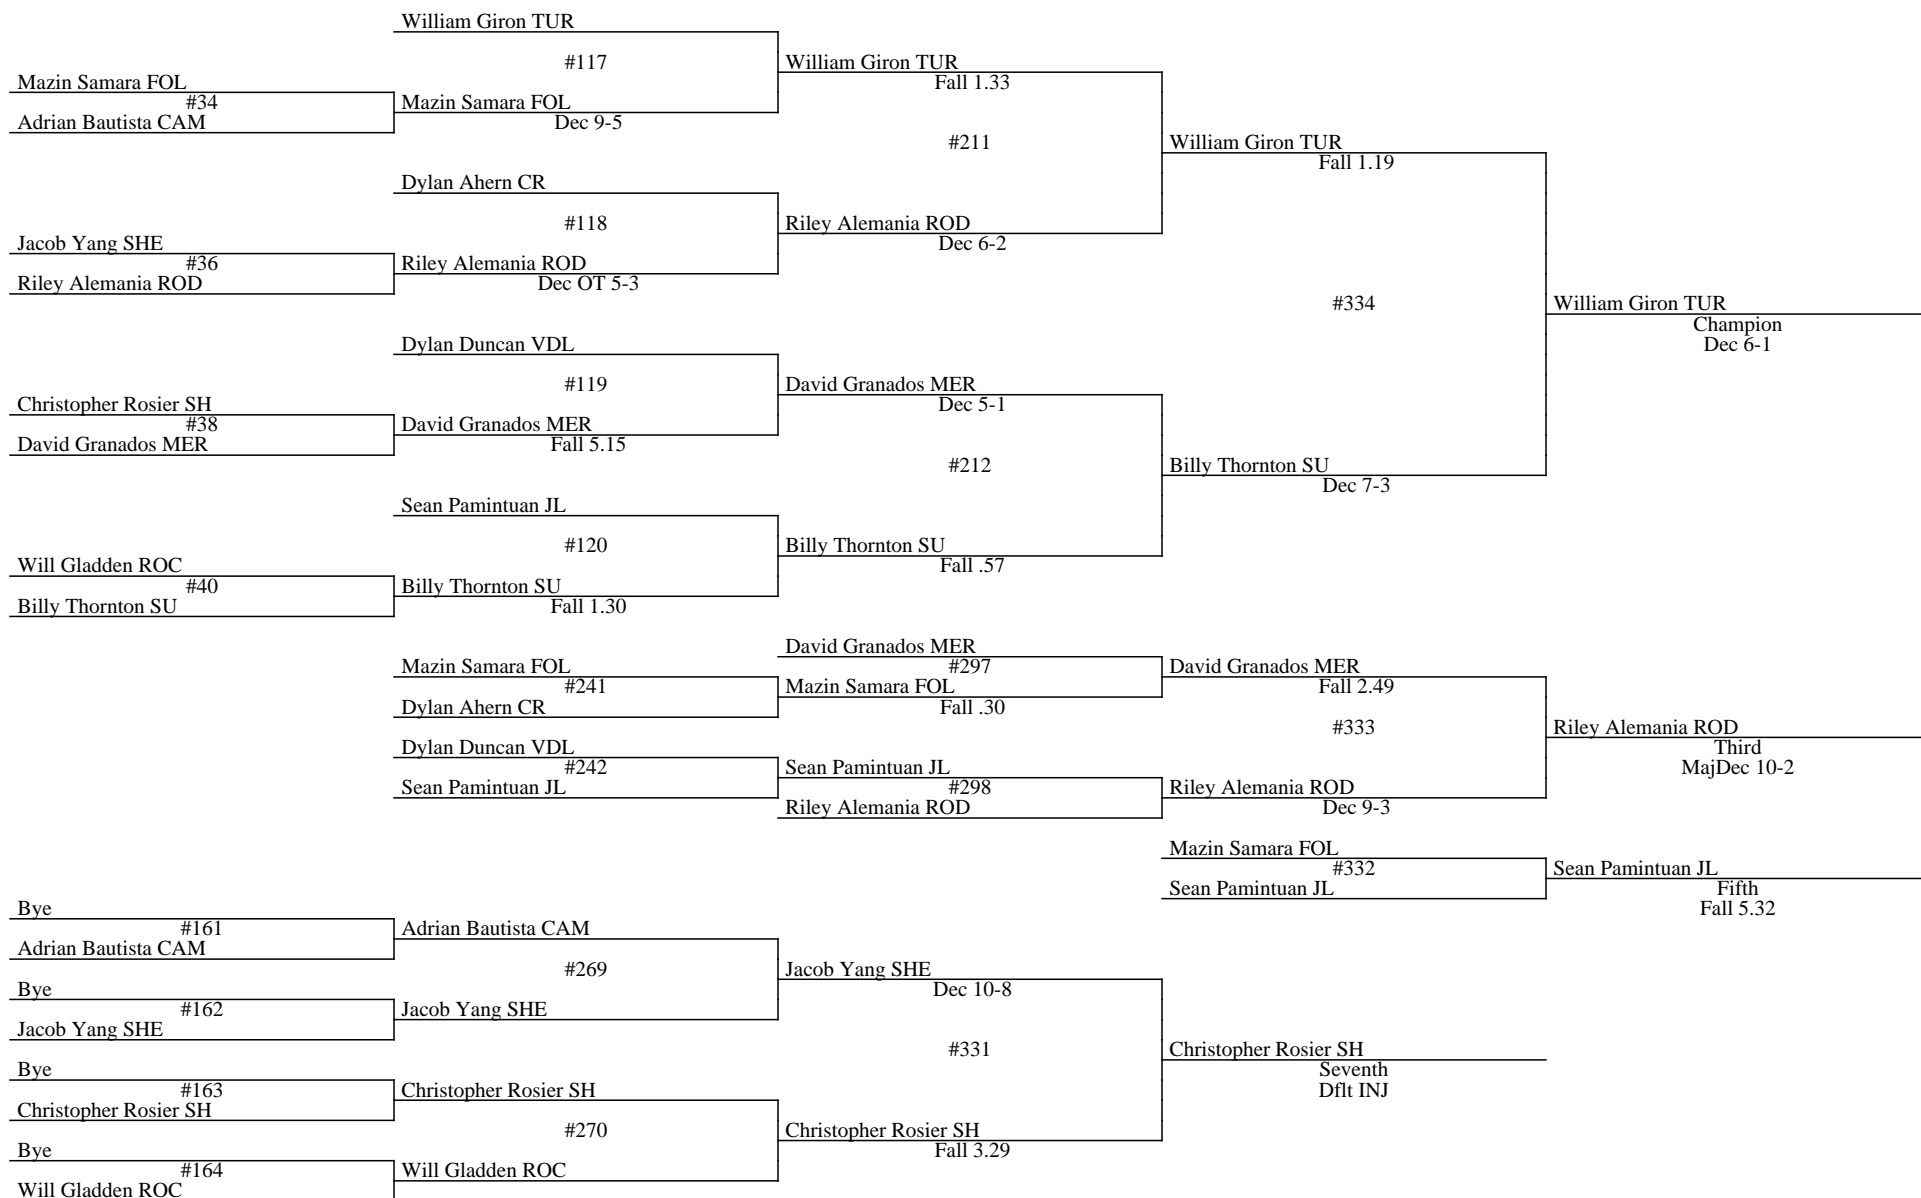 William Giron TUR
#117
William Giron TUR
Fall 1.33
Mazin Samara FOL
#34
Mazin Samara FOL
Dec 9-5
Adrian Bautista CAM
#211
William Giron TUR
Fall 1.19
Dylan Ahern CR
#118
Riley Alemania ROD
Dec 6-2
Jacob Yang SHE
#36
Riley Alemania ROD
Dec OT 5-3
Riley Alemania ROD
#334
William Giron TUR
Champion
Dec 6-1
Dylan Duncan VDL
#119
David Granados MER
Dec 5-1
Christopher Rosier SH
#38
David Granados MER
Fall 5.15
David Granados MER
#212
Billy Thornton SU
Dec 7-3
Sean Pamintuan JL
#120
Billy Thornton SU
Fall .57
Will Gladden ROC
#40
Billy Thornton SU
Fall 1.30
Billy Thornton SU
David Granados MER
#297
David Granados MER
Fall 2.49
Mazin Samara FOL
#241
Mazin Samara FOL
Fall .30
Dylan Ahern CR
#333
Riley Alemania ROD
Third
MajDec 10-2
Dylan Duncan VDL
#242
Sean Pamintuan JL
Sean Pamintuan JL
#298
Riley Alemania ROD
Dec 9-3
Riley Alemania ROD
Mazin Samara FOL
#332
Sean Pamintuan JL
Fifth
Fall 5.32
Sean Pamintuan JL
Bye
#161
Adrian Bautista CAM
Adrian Bautista CAM
#269
Jacob Yang SHE
Dec 10-8
Bye
#162
Jacob Yang SHE
Jacob Yang SHE
#331
Christopher Rosier SH
Seventh
Dflt INJ
Bye
#163
Christopher Rosier SH
Christopher Rosier SH
#270
Christopher Rosier SH
Fall 3.29
Bye
#164
Will Gladden ROC
Will Gladden ROC